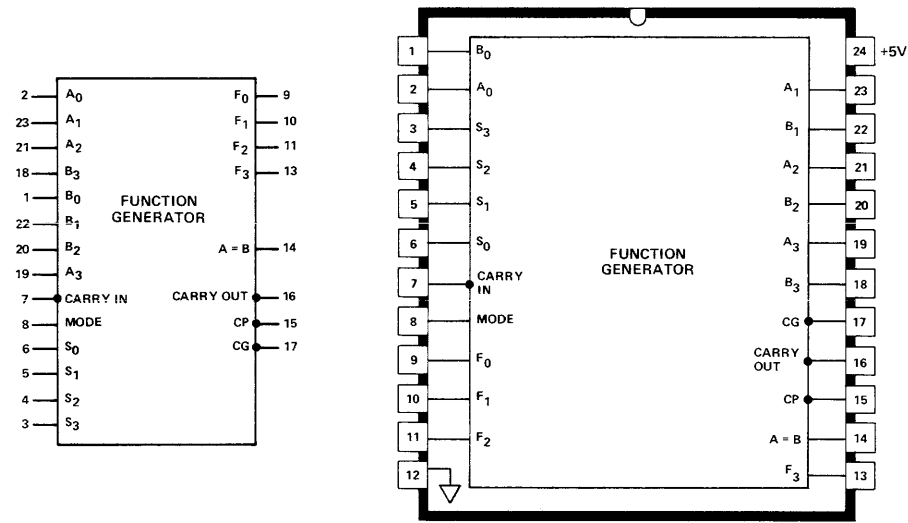 2 A0 F0 9
23 A1 F1 10
21 A2 F2 11
18 B3 F3 13
1 B0
FUNCTION
GENERATOR
22 B1
20 B2 A = B 14
19 A3
7 CARRY IN CARRY OUT 16
8 MODE CP 15
6 S0 CG 17
5 S1
4 S2
3 S3
1 B0 24 +5V
2 A0 A1 23
3 S3 B1 22
4 S2 A2 21
5 S1 B2 20
6 S0 A3 19
FUNCTION
GENERATOR
7 CARRY
IN B3 18
8 MODE CG 17
9 F0 CARRY
OUT 16
10 F1 CP 15
11 F2 A = B 14
12 F3 13